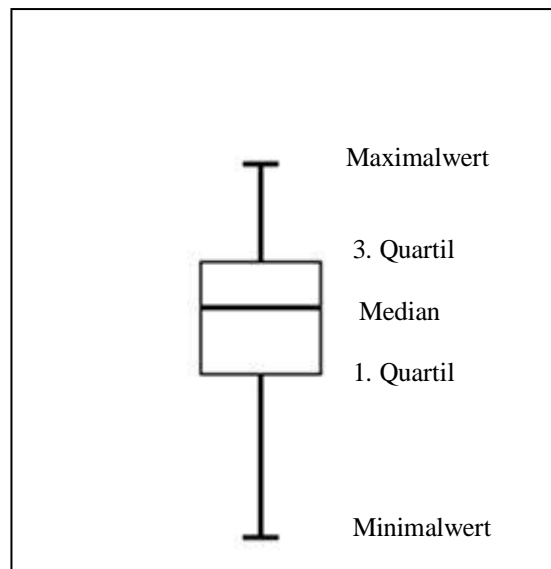 Maximalwert
3. Quartil
Median
1. Quartil
Minimalwert